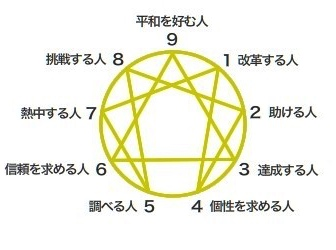 平和を好む人
9
挑戦する人 8
1 改革する人
熱中する人 7
2 助ける人
信頼を求める人 6
3 達成する人
調べる人 5
4 個性を求める人